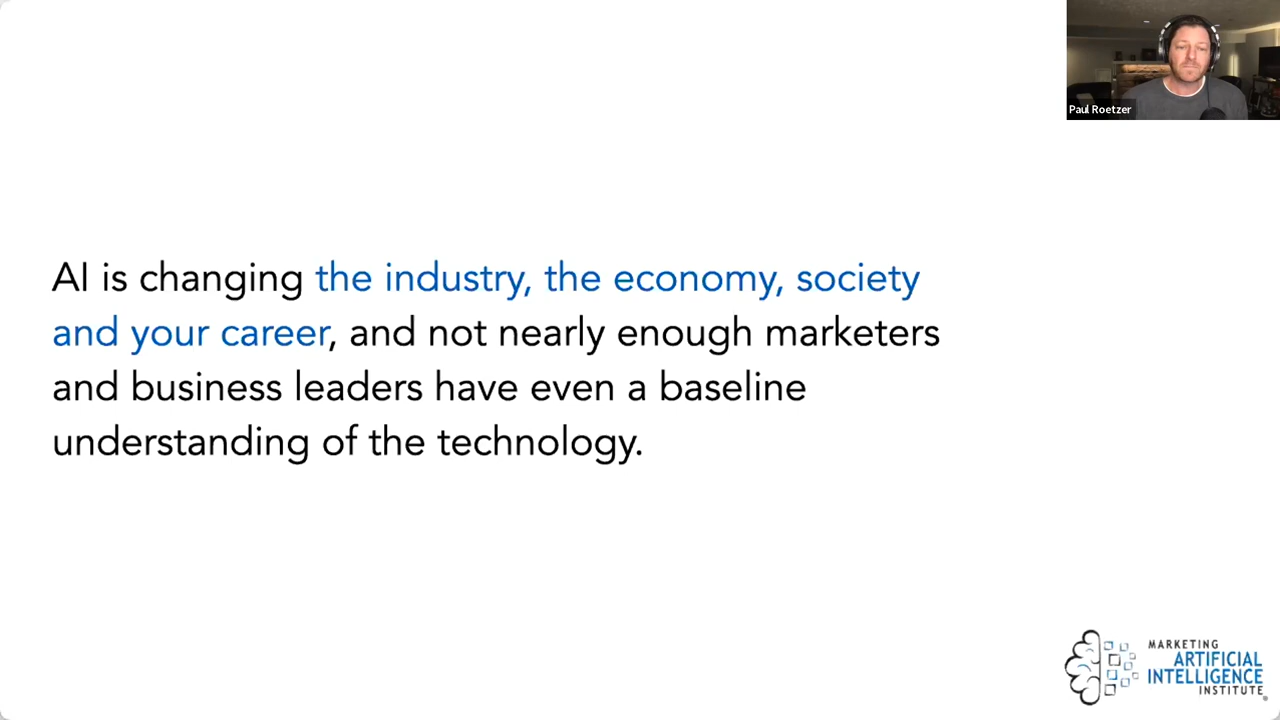 Paul Roetzer
AI is changing the industry, the economy, society
and your career, and not nearly enough marketers
and business leaders have even a baseline
understanding of the technology.
MARKETING
ARTIFICIAL
INTELLIGENCE
INSTITUTE®